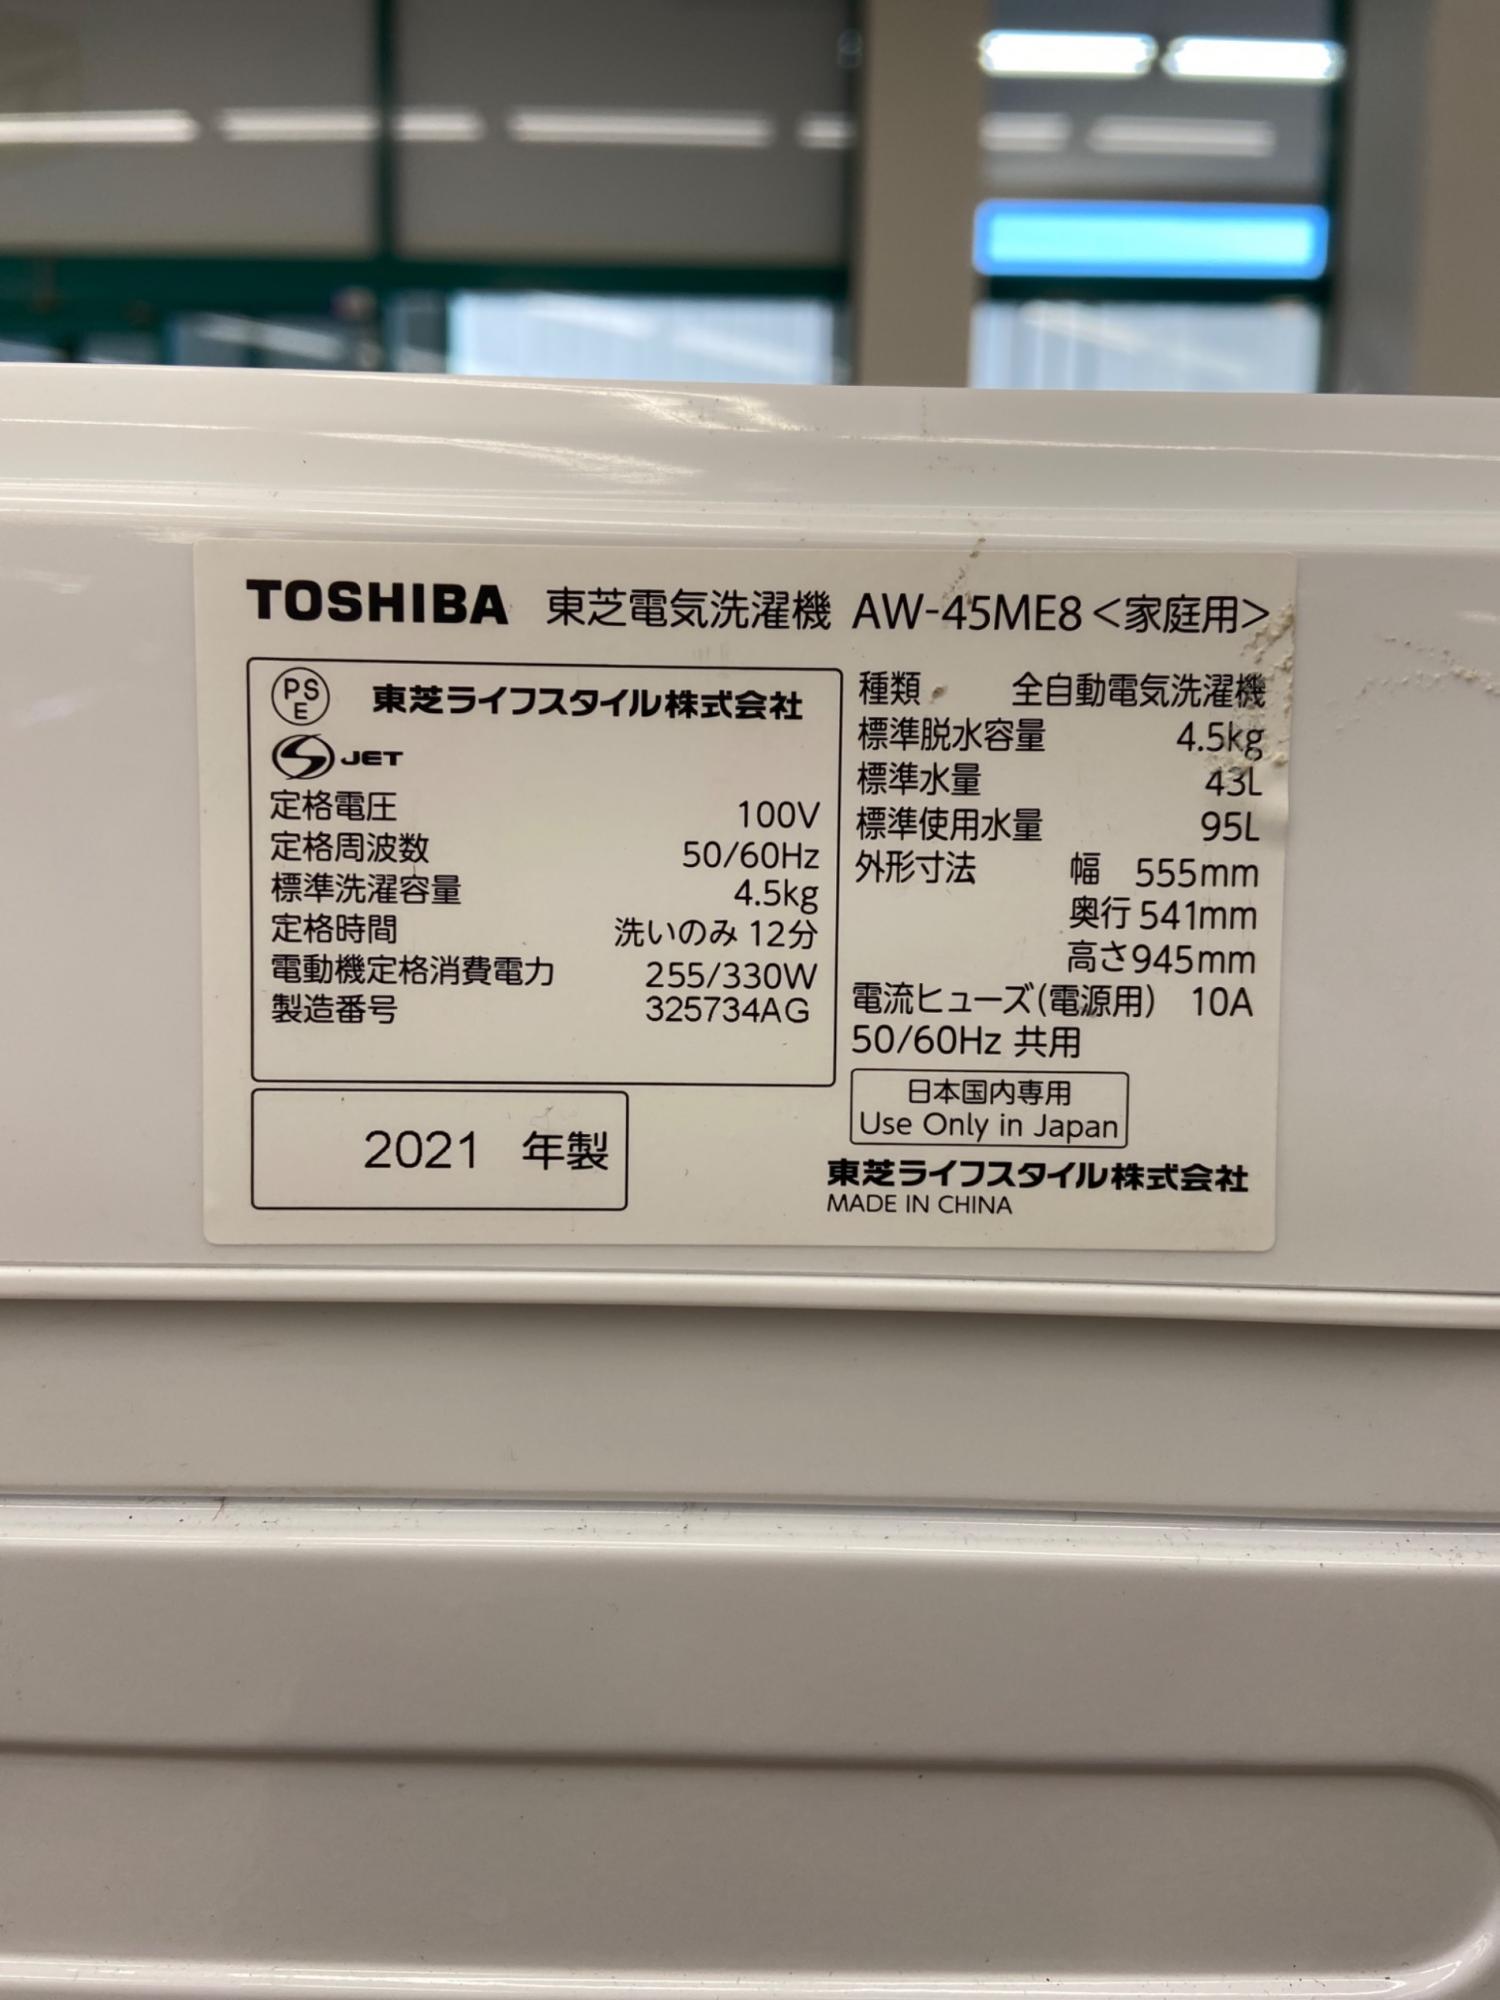 TOSHIBA 東芝電気洗濯機 AW-45ME8<家庭用>
PSE 東芝ライフスタイル株式会社
S JET
定格電圧 100V
定格周波数 50/60Hz
標準洗濯容量 4.5kg
定格時間 洗いのみ 12分
電動機定格消費電力 255/330W
製造番号 325734AG
2021 年製
種類 全自動電気洗濯機
標準脱水容量 4.5kg
標準水量 43L
標準使用水量 95L
外形寸法 幅 555mm
奥行 541mm
高さ 945mm
電流ヒューズ(電源用) 10A
50/60Hz 共用
日本国内専用
Use Only in Japan
東芝ライフスタイル株式会社
MADE IN CHINA